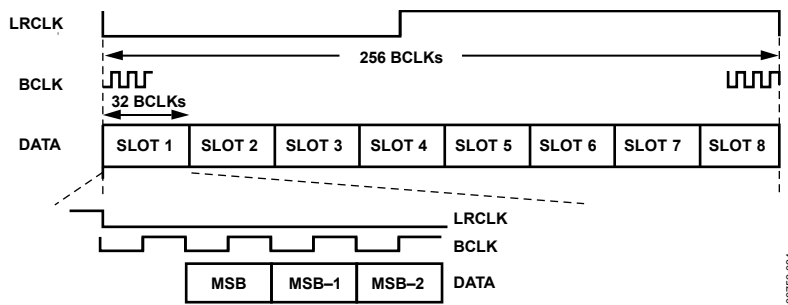 LRCLK
256 BCLKs
BCLK
32 BCLKs
DATA SLOT 1 SLOT 2 SLOT 3 SLOT 4 SLOT 5 SLOT 6 SLOT 7 SLOT 8
LRCLK
BCLK
MSB MSB–1 MSB–2 DATA